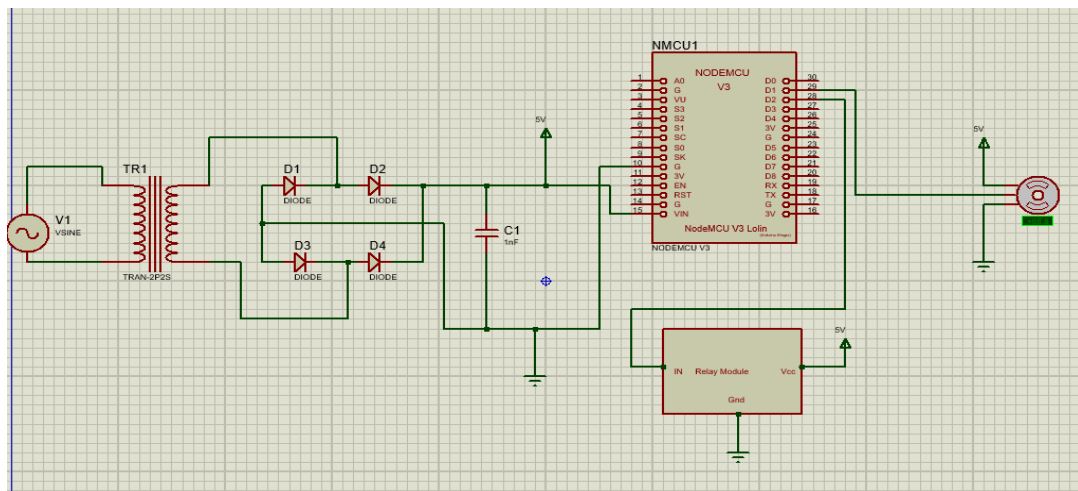 V1
VSINE
TR1
TRAN-2P2S
D1
DIODE
D2
DIODE
D3
DIODE
D4
DIODE
C1
1nF
5V
NMCU1
NODEMCU
V3
1 A0
2 G
3 VU
4 S3
5 S2
6 S1
7 SC
8 S0
9 SK
10 G
11 3V
12 EN
13 RST
14 G
15 VIN
D0 30
D1 29
D2 28
D3 27
D4 26
3V 25
G 24
D5 23
D6 22
D7 21
D8 20
RX 19
TX 18
G 17
3V 16
NodeMCU V3 Lolin
NODEMCU V3
5V
IN Relay Module Vcc
Gnd
5V